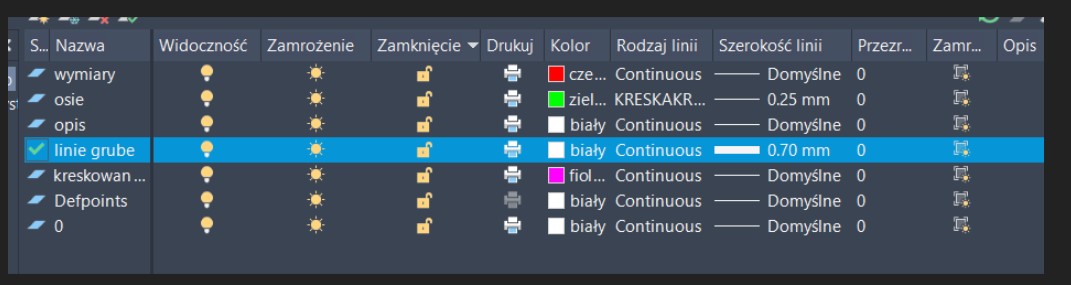 S... Nazwa Widoczność Zamrożenie Zamknięcie Drukuj Kolor Rodzaj linii Szerokość linii Przezr... Zamr... Opis
wymiary cze... Continuous Domyślne 0
osie ziel... KRESKAKR... 0.25 mm 0
opis biały Continuous Domyślne 0
linie grube biały Continuous 0.70 mm 0
kreskowan... fiol... Continuous Domyślne 0
Defpoints biały Continuous Domyślne 0
0 biały Continuous Domyślne 0